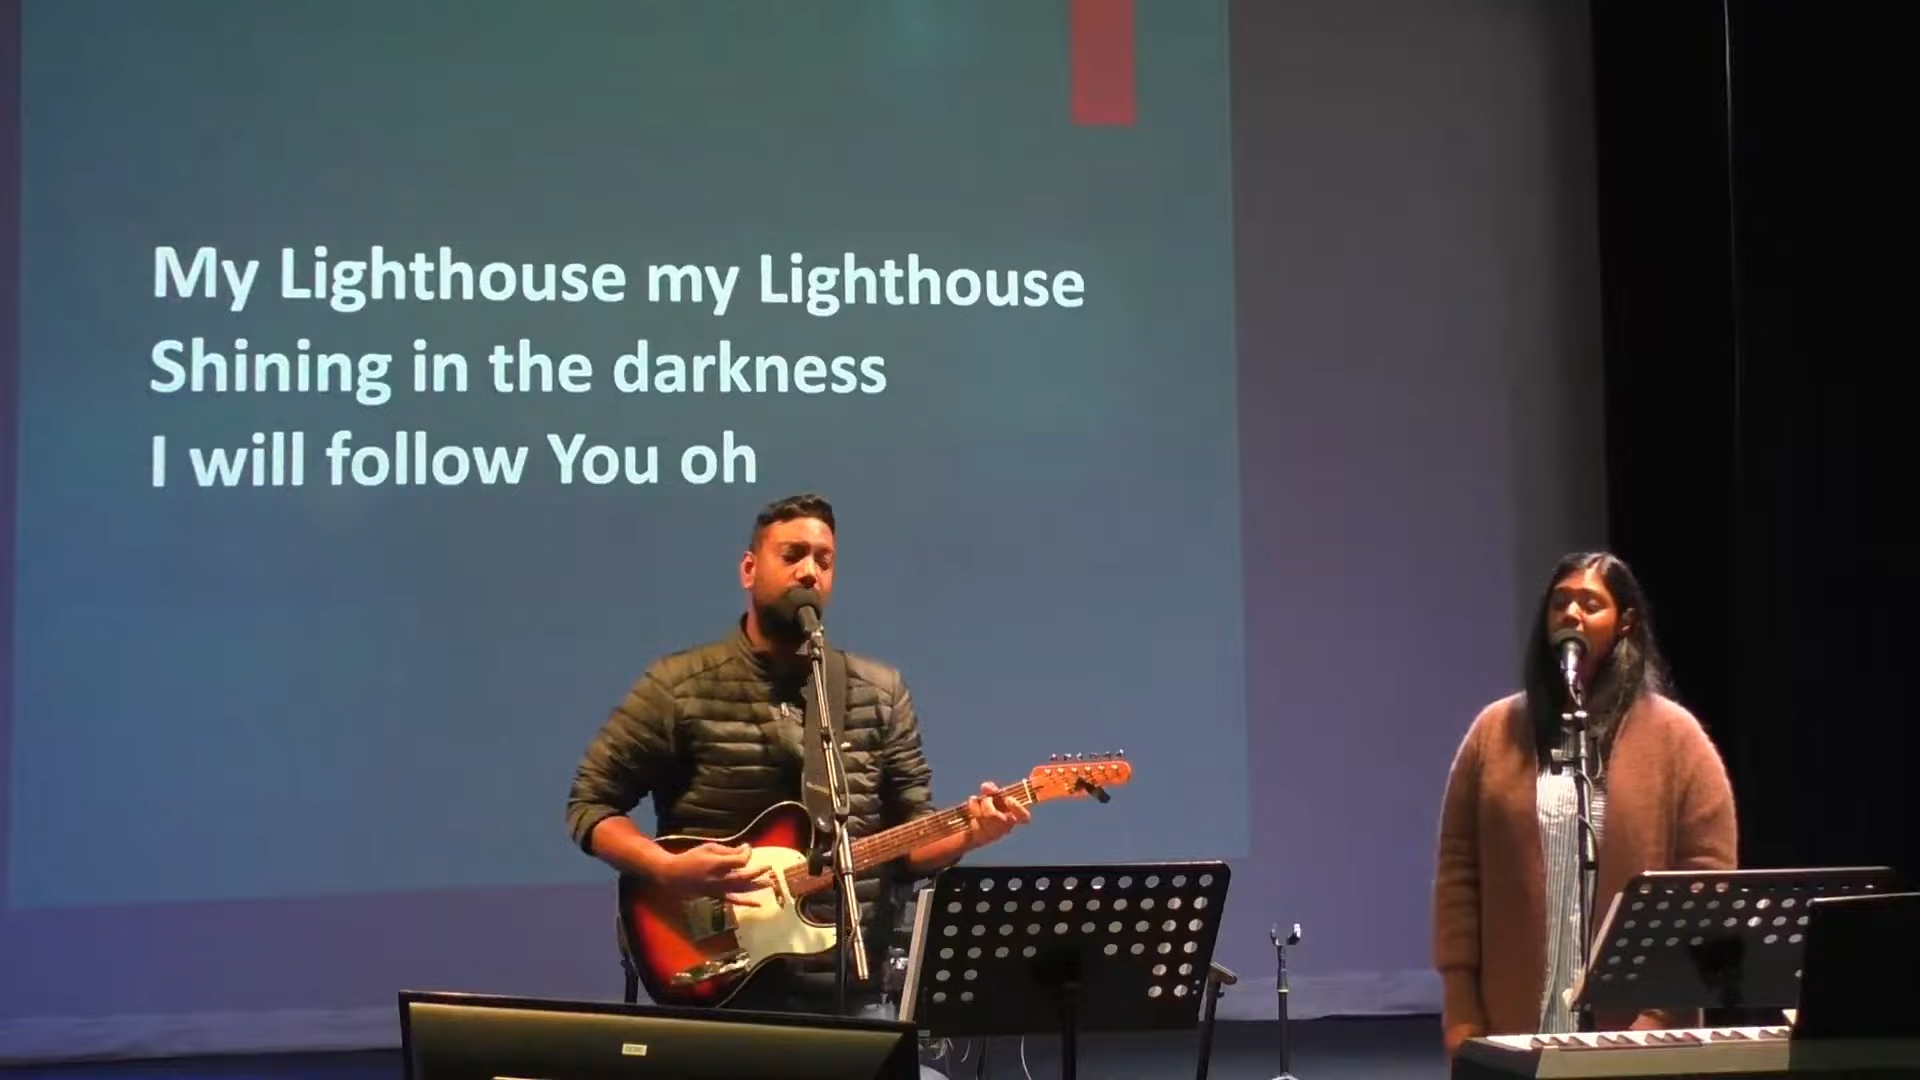 My Lighthouse my Lighthouse
Shining in the darkness
I will follow You oh